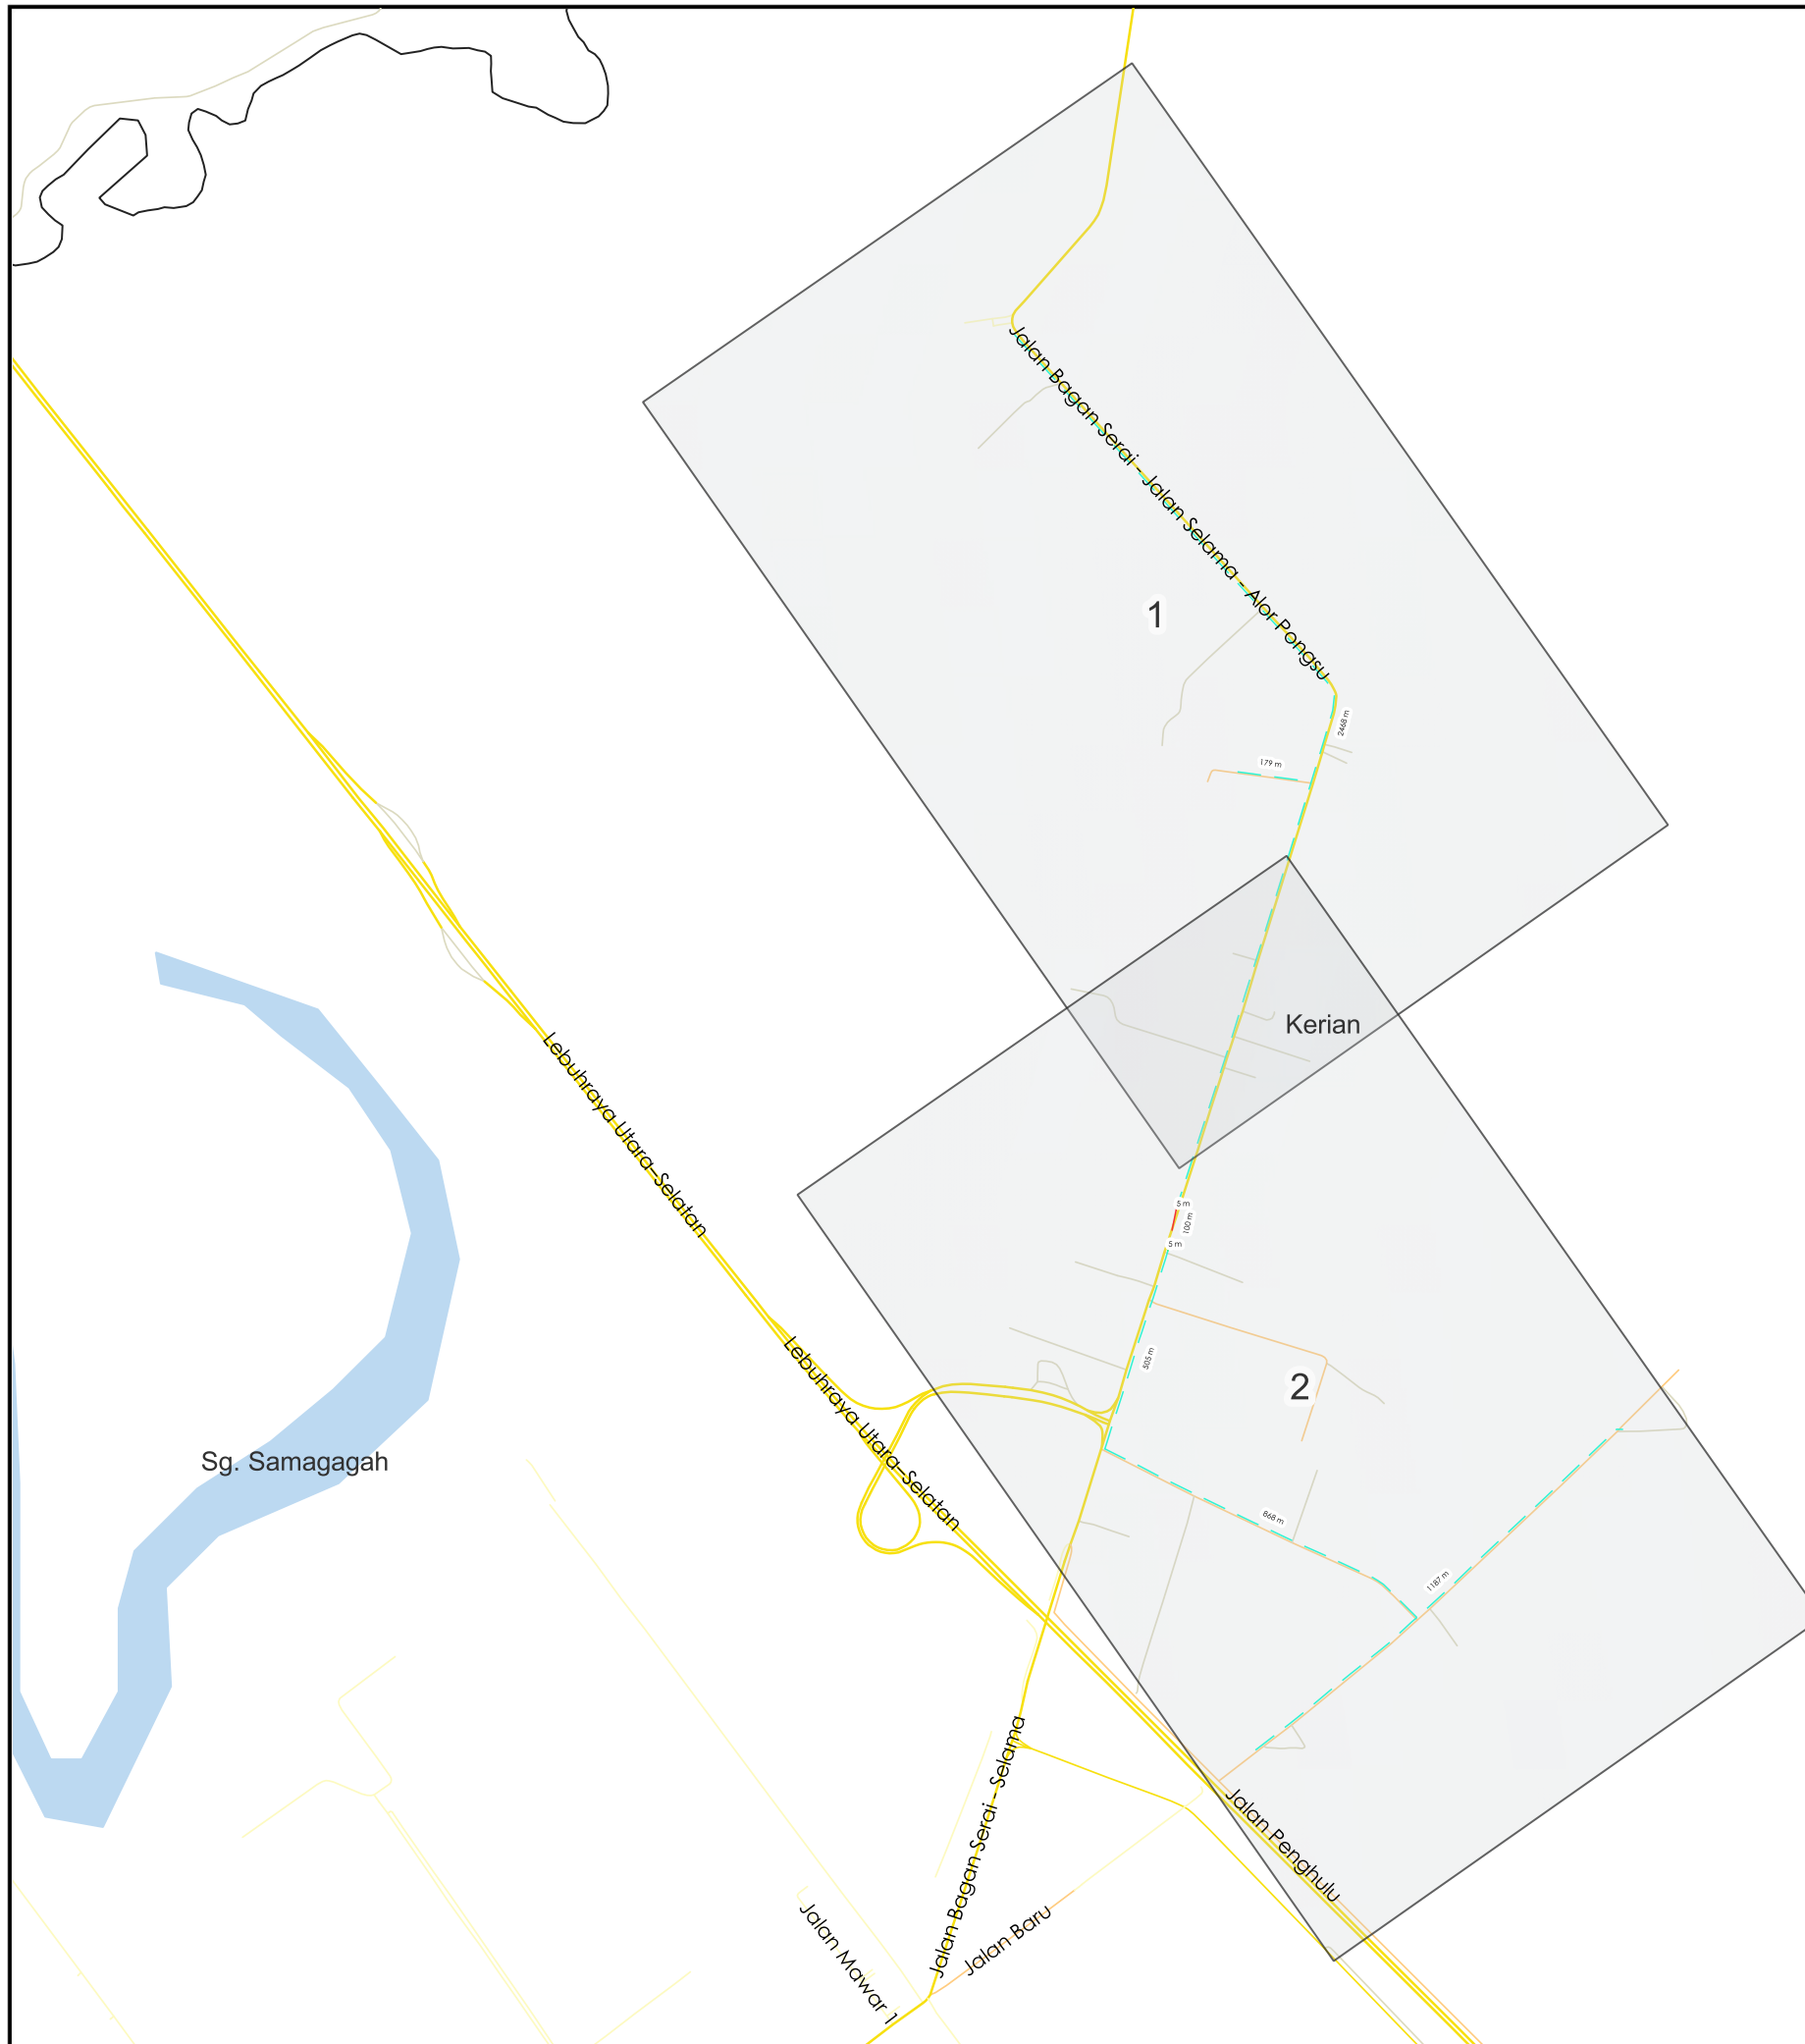 Jalan Bagan Serai - Jalan Selama - Alor Pongsu
1
2468 m
179 m
Kerian
Lebuhraya Utara-Selatan
5 m
100 m
5 m
Lebuhraya Utara-Selatan
505 m
2
Sg. Samagagah
868 m
1187 m
Jalan Bagan Serai - Selama
Jalan Penghulu
Jalan Baru
Jalan Mawar 1